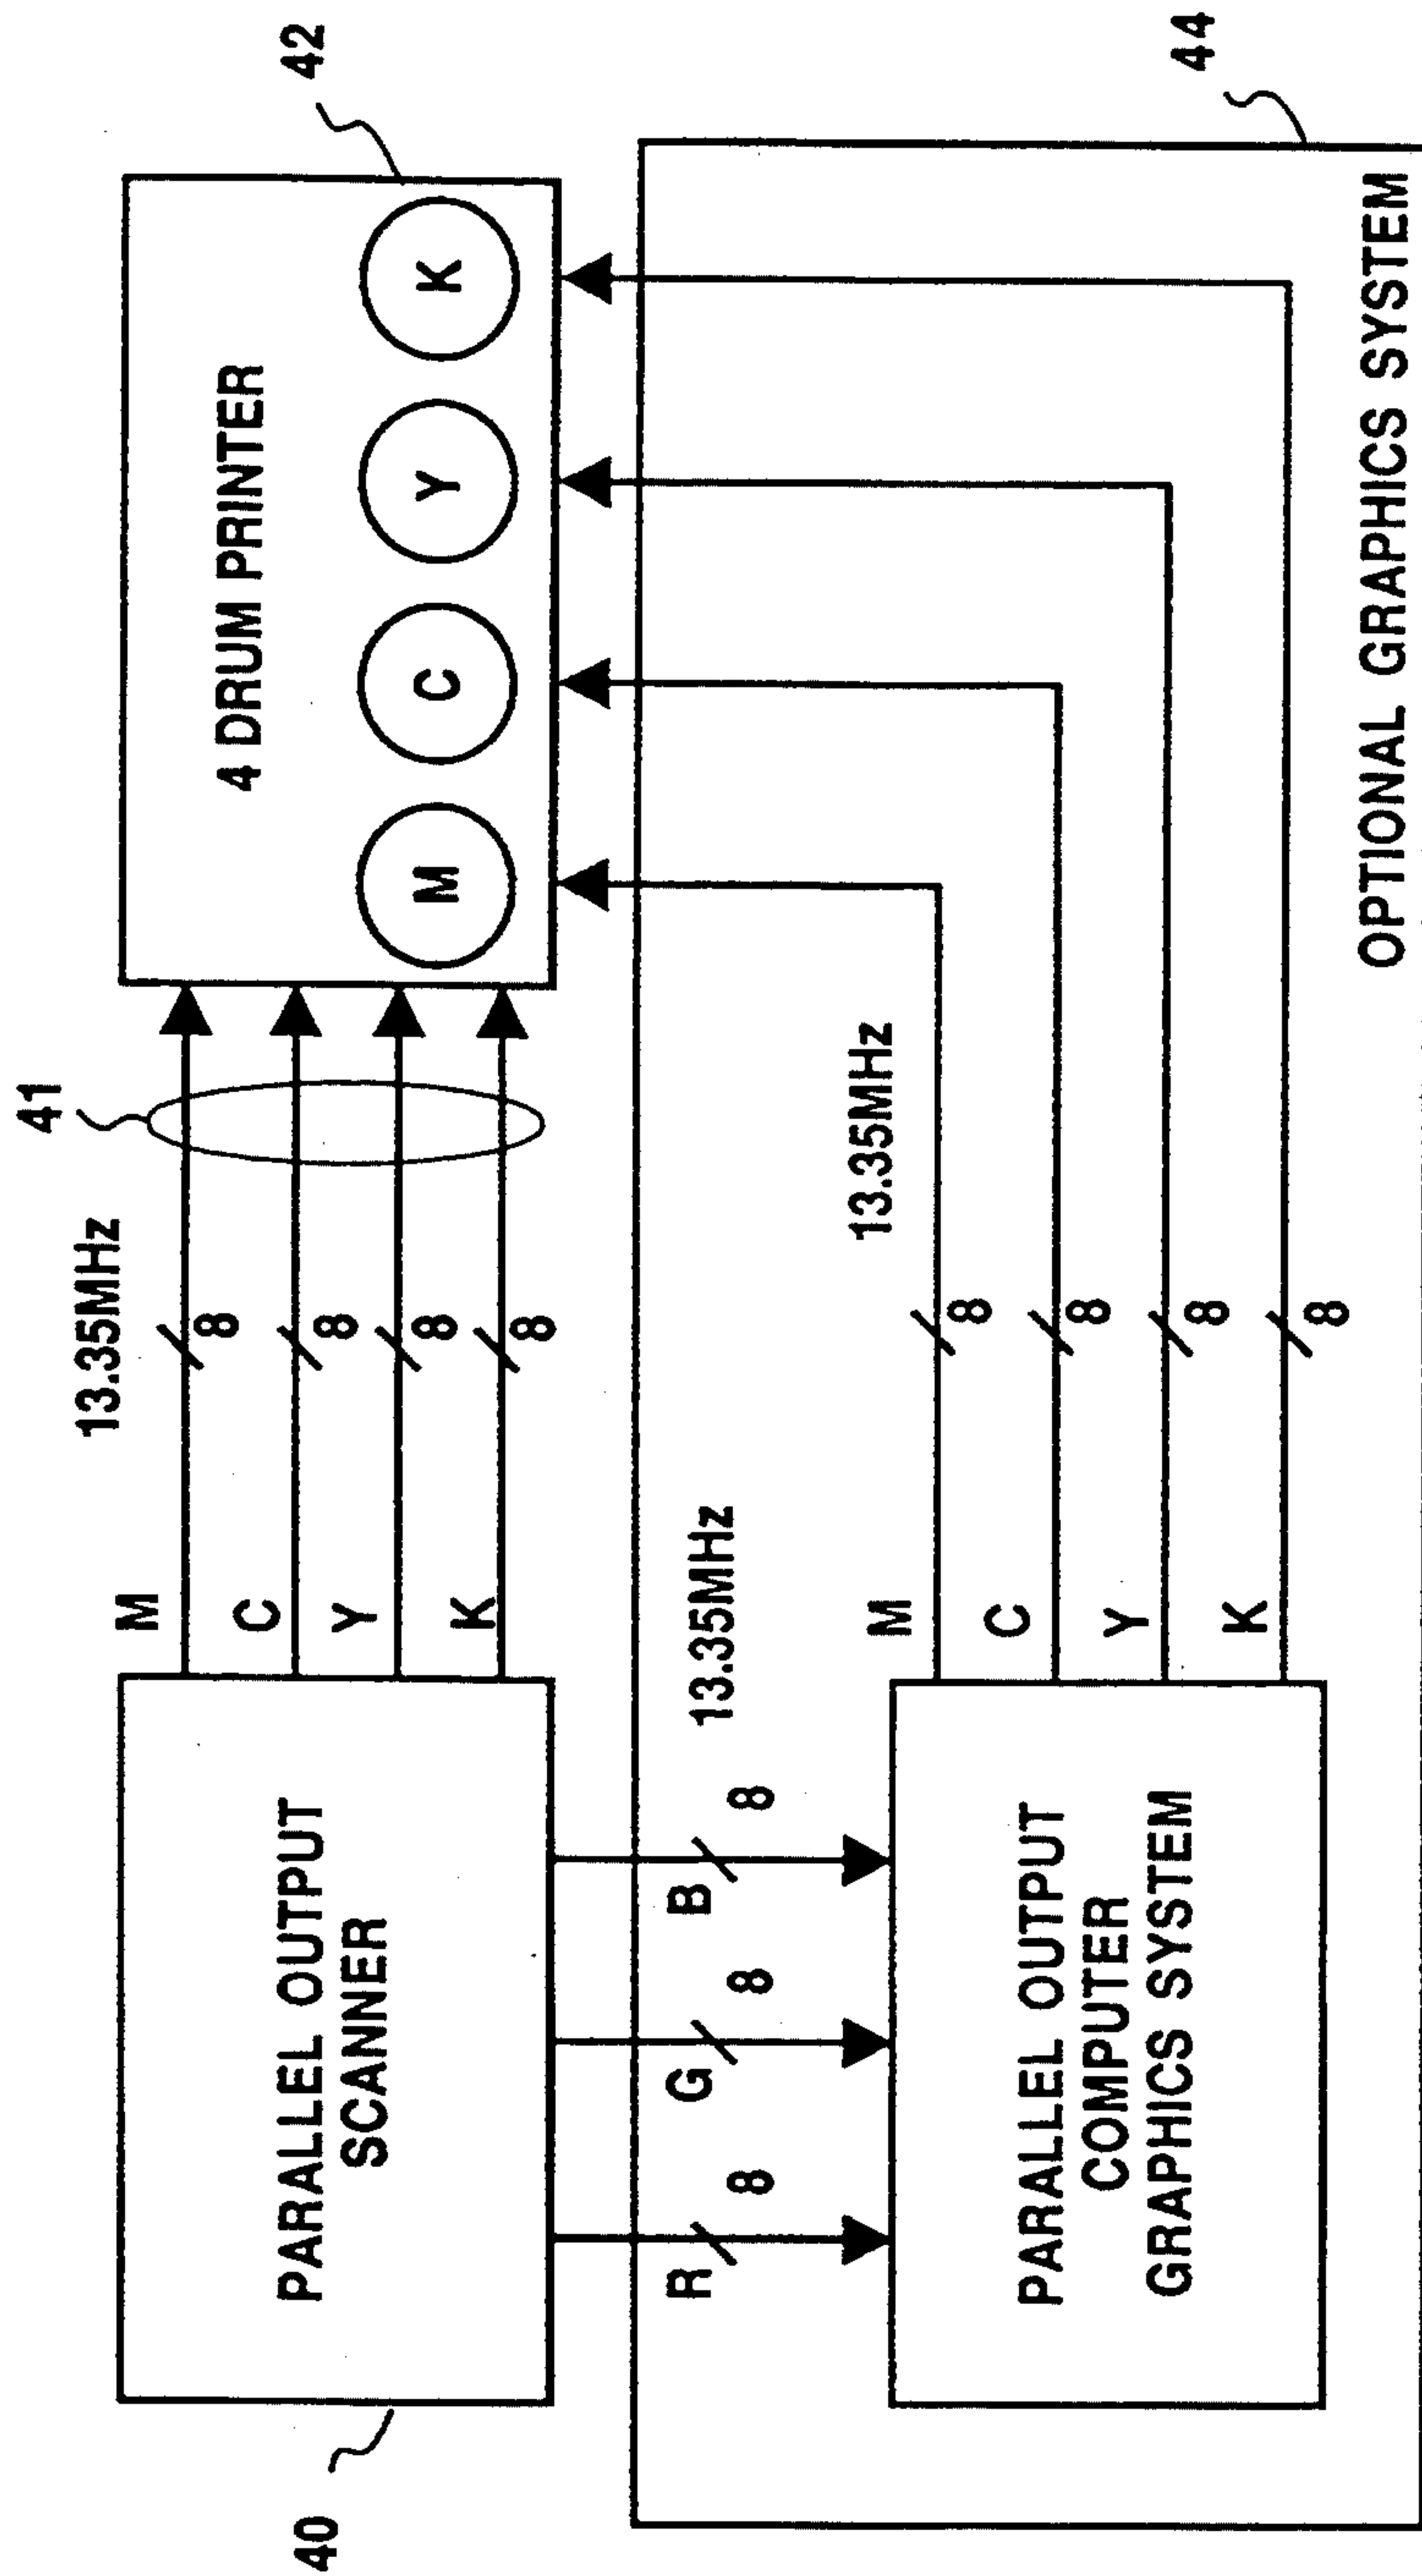 41
42
13.35MHz
M
8
C
8
Y
8
K
8
PARALLEL OUTPUT
SCANNER
4 DRUM PRINTER
M
C
Y
K
40
R
8
G
8
B
8
13.35MHz
13.35MHz
M
8
C
8
Y
8
K
8
PARALLEL OUTPUT
COMPUTER
GRAPHICS SYSTEM
44
OPTIONAL GRAPHICS SYSTEM